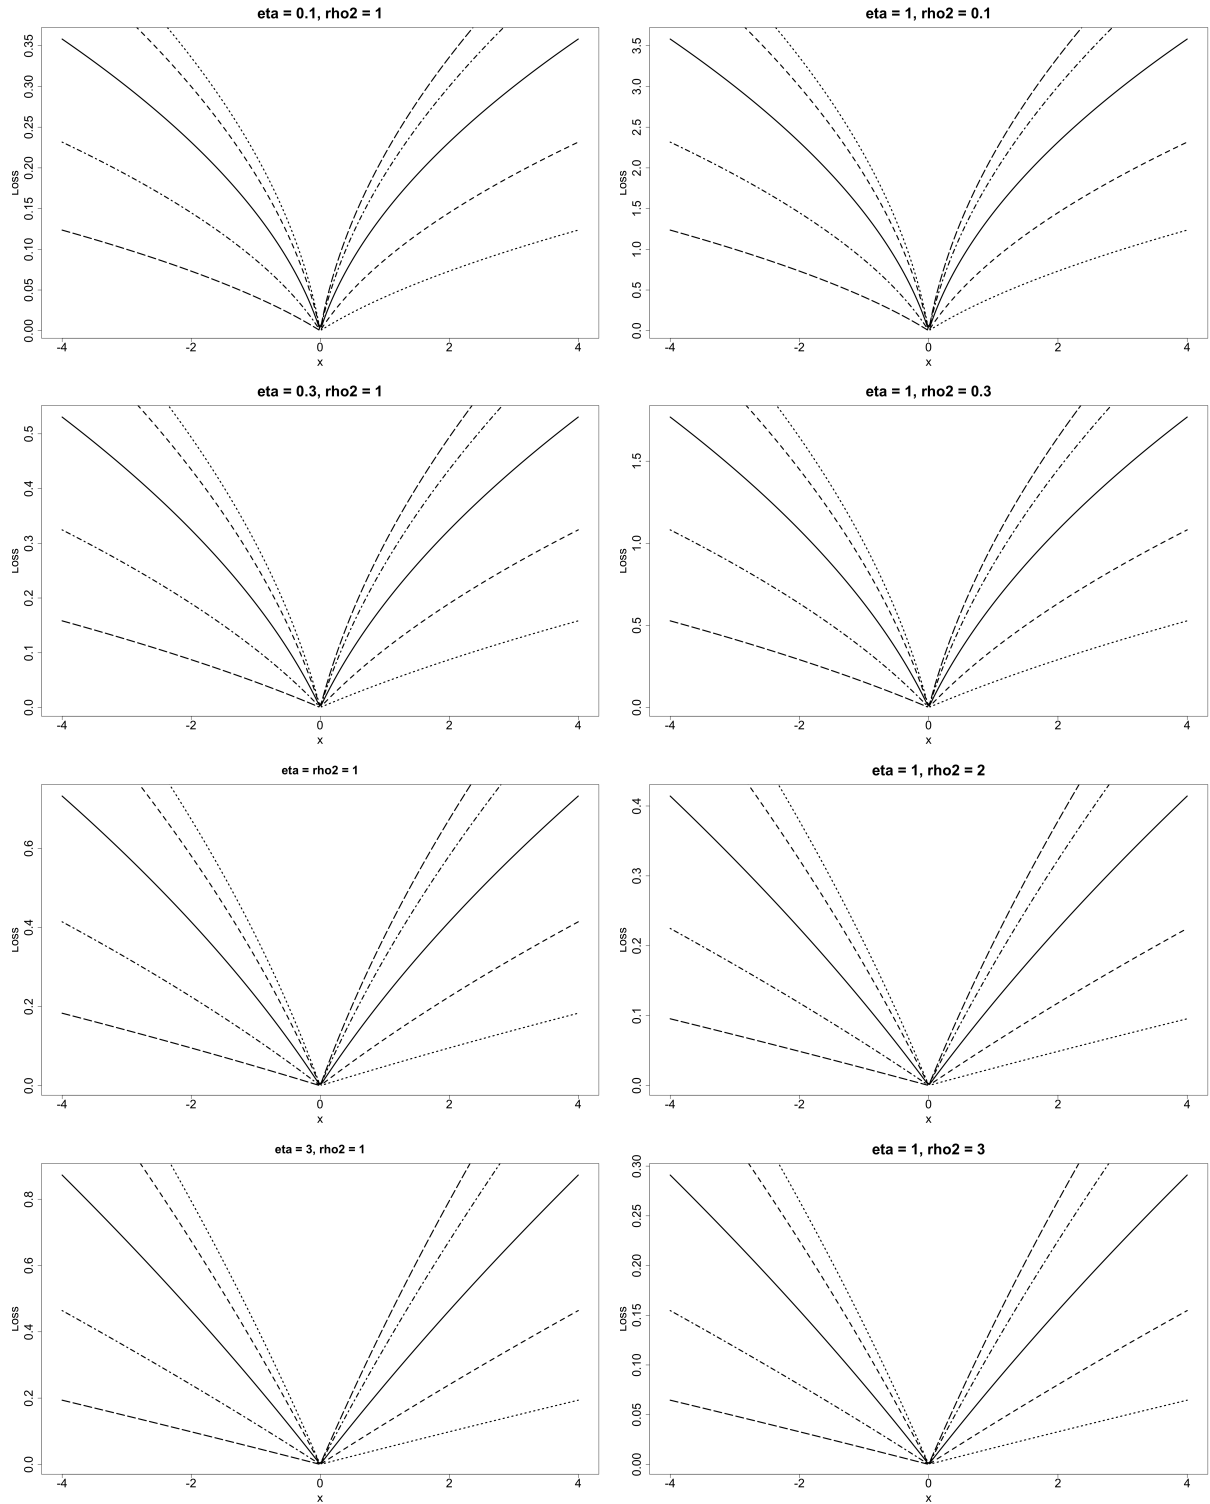 eta = 0.1, rho2 = 1
0.35
0.30
0.25
0.20
0.15
0.10
0.05
0.00
Loss
-4 -2 0 2 4
x
eta = 1, rho2 = 0.1
3.5
3.0
2.5
2.0
1.5
1.0
0.5
0.0
Loss
-4 -2 0 2 4
x
eta = 0.3, rho2 = 1
0.5
0.4
0.3
0.2
0.1
0.0
Loss
-4 -2 0 2 4
x
eta = 1, rho2 = 0.3
1.5
1.0
0.5
0.0
Loss
-4 -2 0 2 4
x
eta = rho2 = 1
0.6
0.4
0.2
0.0
Loss
-4 -2 0 2 4
x
eta = 1, rho2 = 2
0.4
0.3
0.2
0.1
0.0
Loss
-4 -2 0 2 4
x
eta = 3, rho2 = 1
0.8
0.6
0.4
0.2
0.0
Loss
-4 -2 0 2 4
x
eta = 1, rho2 = 3
0.30
0.25
0.20
0.15
0.10
0.05
0.00
Loss
-4 -2 0 2 4
x